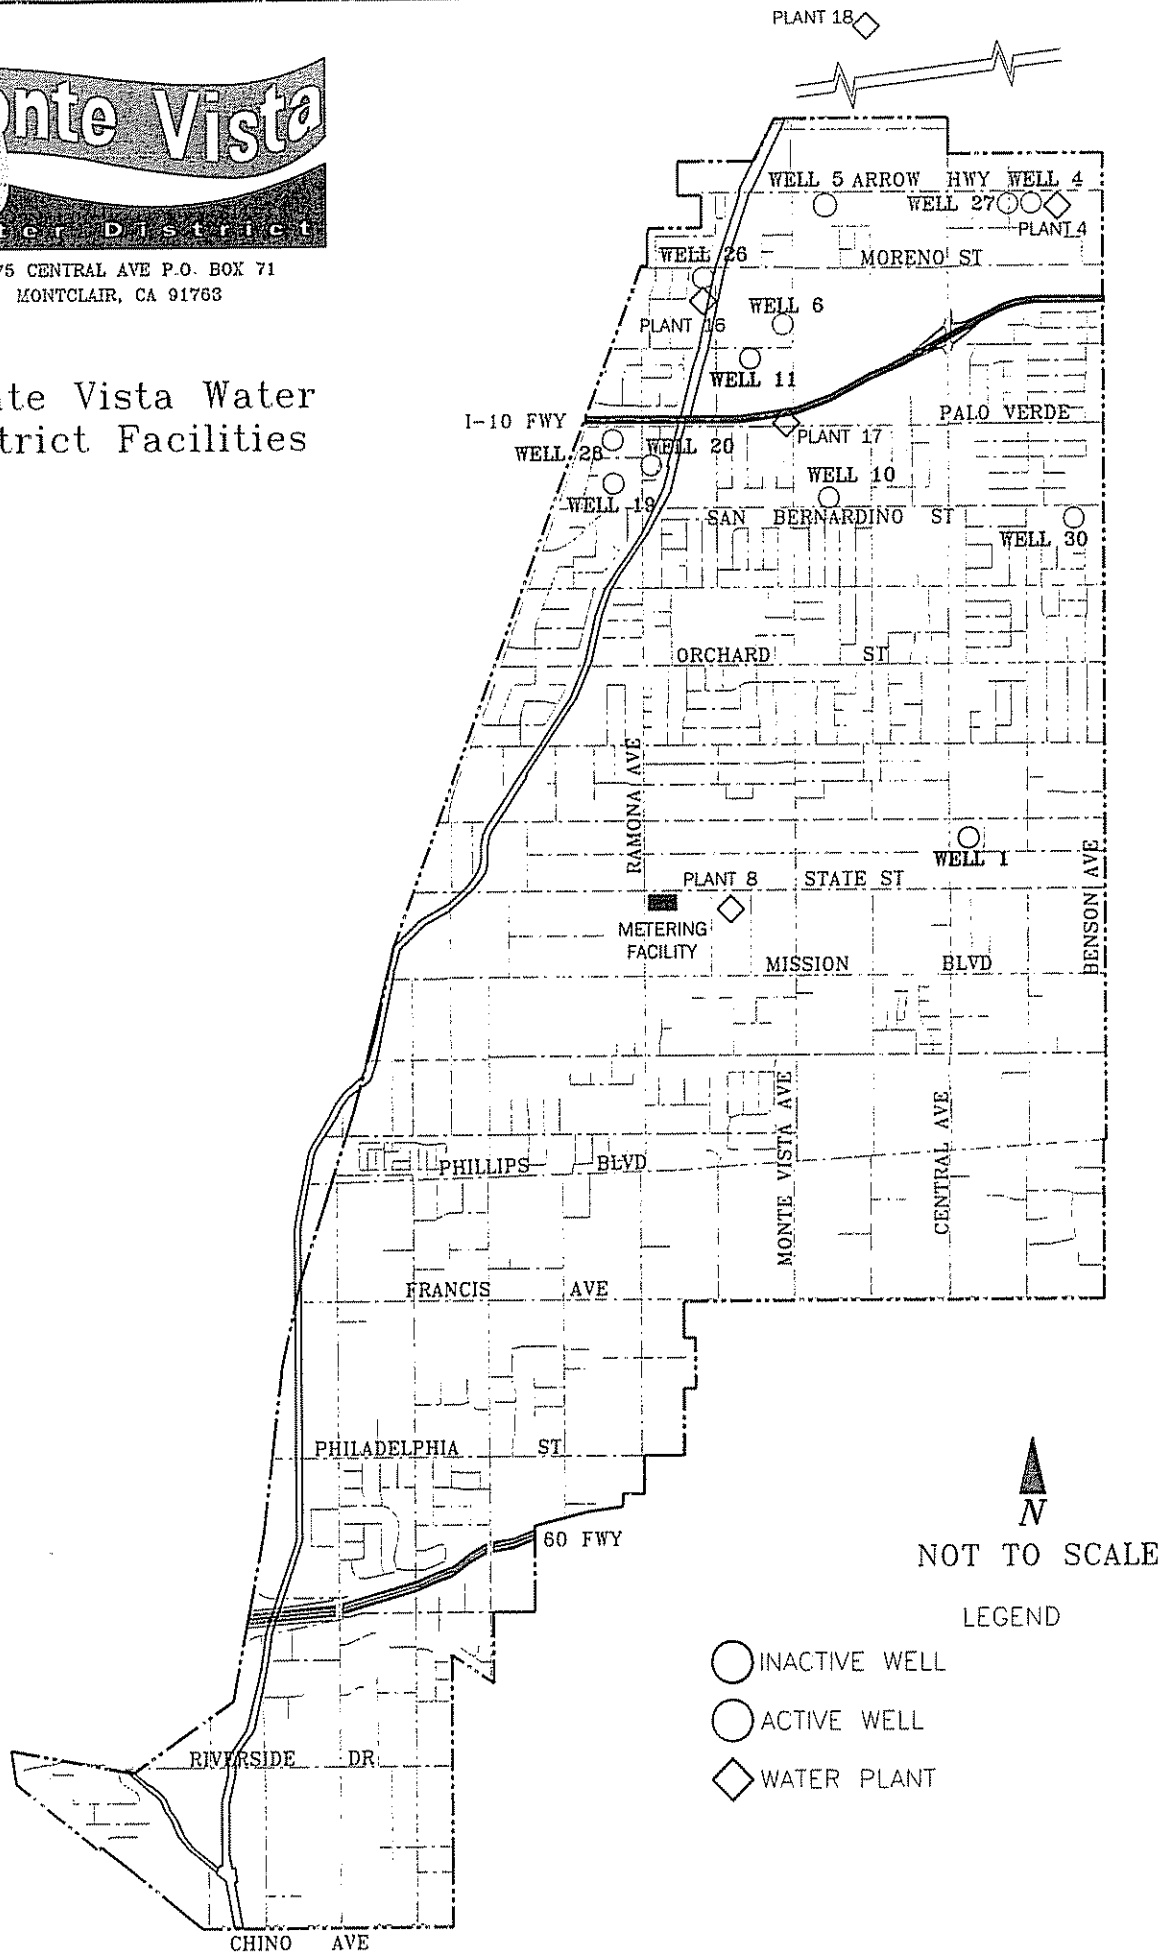 PLANT 18
onte Vista
ter District
75 CENTRAL AVE P.O. BOX 71
MONTCLAIR, CA 91763
nte Vista Water
strict Facilities
WELL 5
ARROW HWY
WELL 4
WELL 27
PLANT 4
WELL 26
MORENO ST
PLANT 16
WELL 6
WELL 11
I-10 FWY
PALO VERDE
PLANT 17
WELL 28
WELL 20
WELL 10
WELL 19
SAN BERNARDINO ST
WELL 30
ORCHARD ST
RAMONA AVE
WELL 1
PLANT 8
STATE ST
BENSON AVE
METERING
FACILITY
MISSION BLVD
MONTE VISTA AVE
CENTRAL AVE
PHILLIPS BLVD
FRANCIS AVE
PHILADELPHIA ST
60 FWY
N
NOT TO SCALE
LEGEND
INACTIVE WELL
ACTIVE WELL
WATER PLANT
RIVERSIDE DR
CHINO AVE